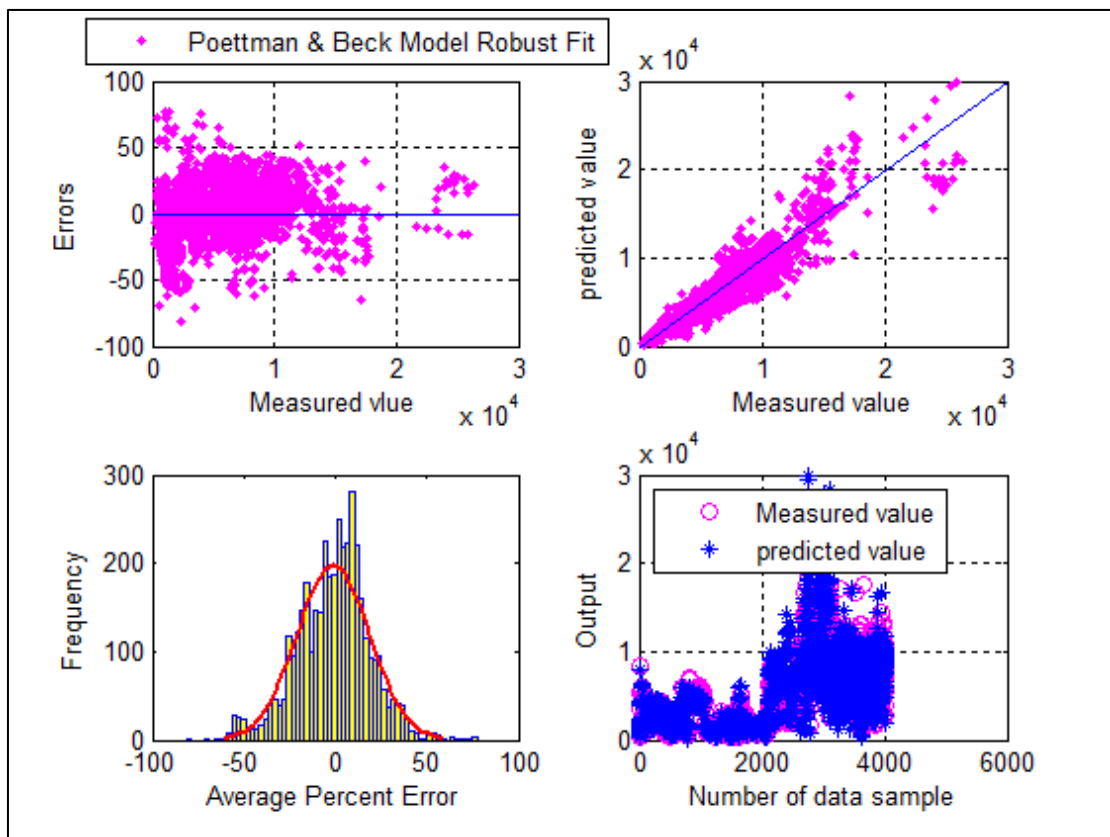 Poettman & Beck Model Robust Fit
100
50
0
-50
-100
Errors
0 1 2 3
Measured vlue
x 10^4
x 10^4
3
2
1
0
predicted value
0 1 2 3
Measured value
x 10^4
300
200
100
0
Frequency
-100 -50 0 50 100
Average Percent Error
x 10^4
3
2
1
0
Output
Measured value
predicted value
0 2000 4000 6000
Number of data sample